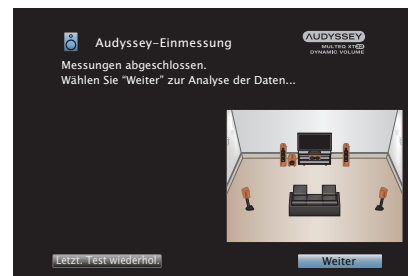 Audyssey-Einmessung
AUDYSSEY
MULTEQ XT32
DYNAMIC VOLUME
Messungen abgeschlossen.
Wählen Sie “Weiter” zur Analyse der Daten...
Letzt. Test wiederhol.
Weiter